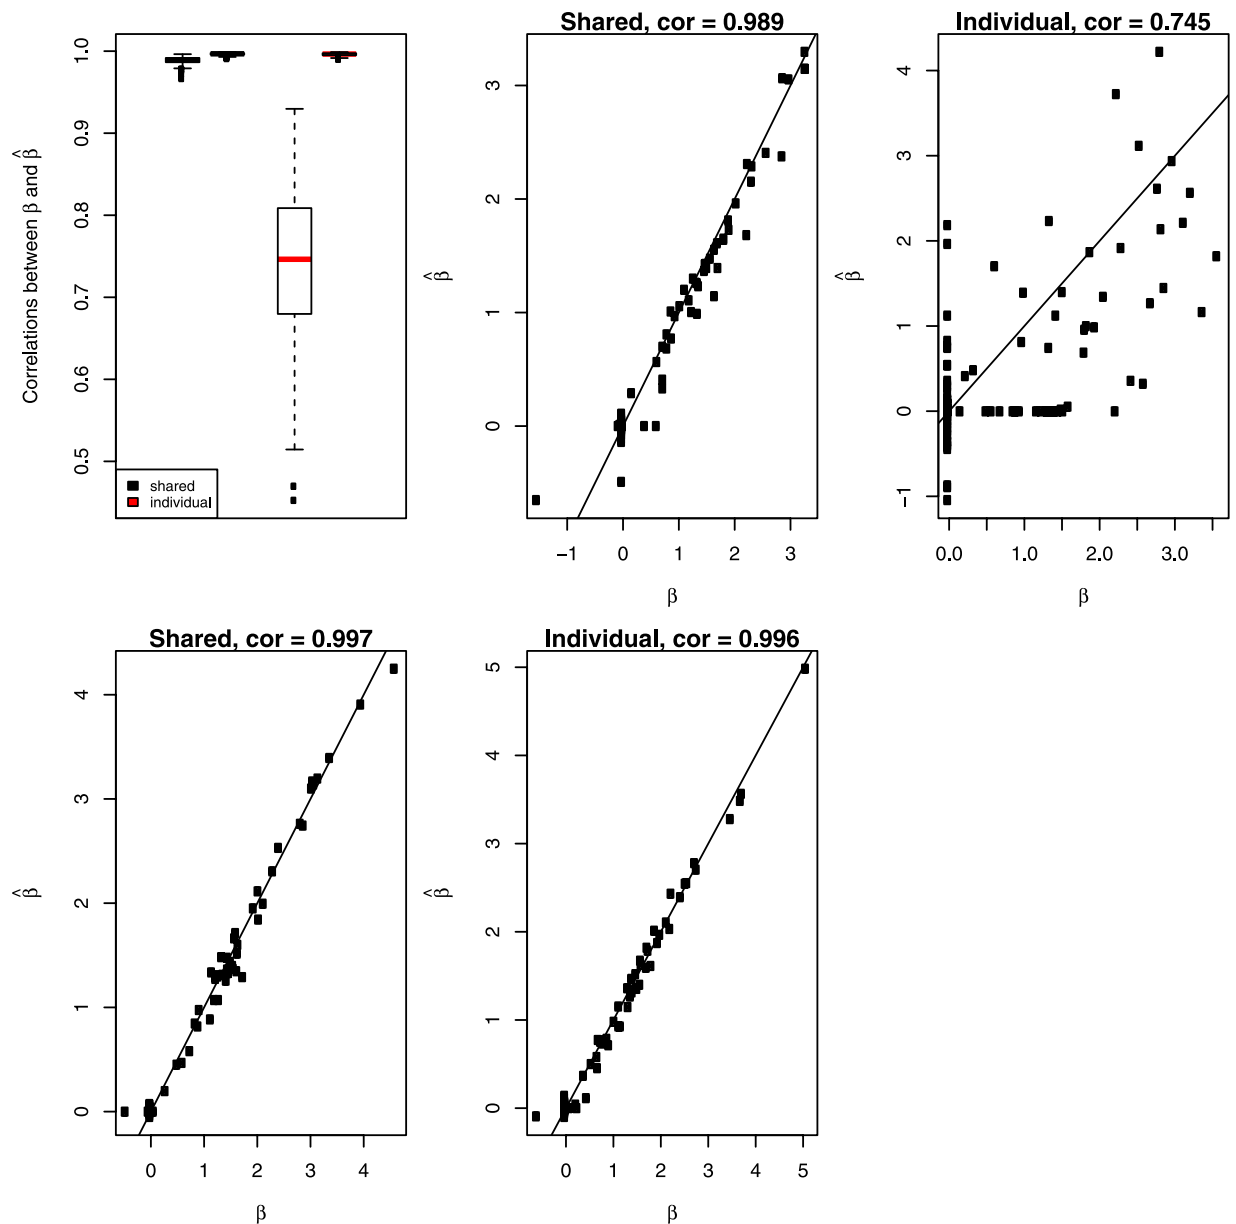 Correlations between β and β̂
1.0
0.9
0.8
0.7
0.6
0.5
shared
individual
Shared, cor = 0.989
β̂
3
2
1
0
−1 0 1 2 3
β
Individual, cor = 0.745
β̂
4
3
2
1
0
−1
0.0 1.0 2.0 3.0
β
Shared, cor = 0.997
β̂
4
3
2
1
0
0 1 2 3 4
β
Individual, cor = 0.996
β̂
5
4
3
2
1
0
0 1 2 3 4 5
β